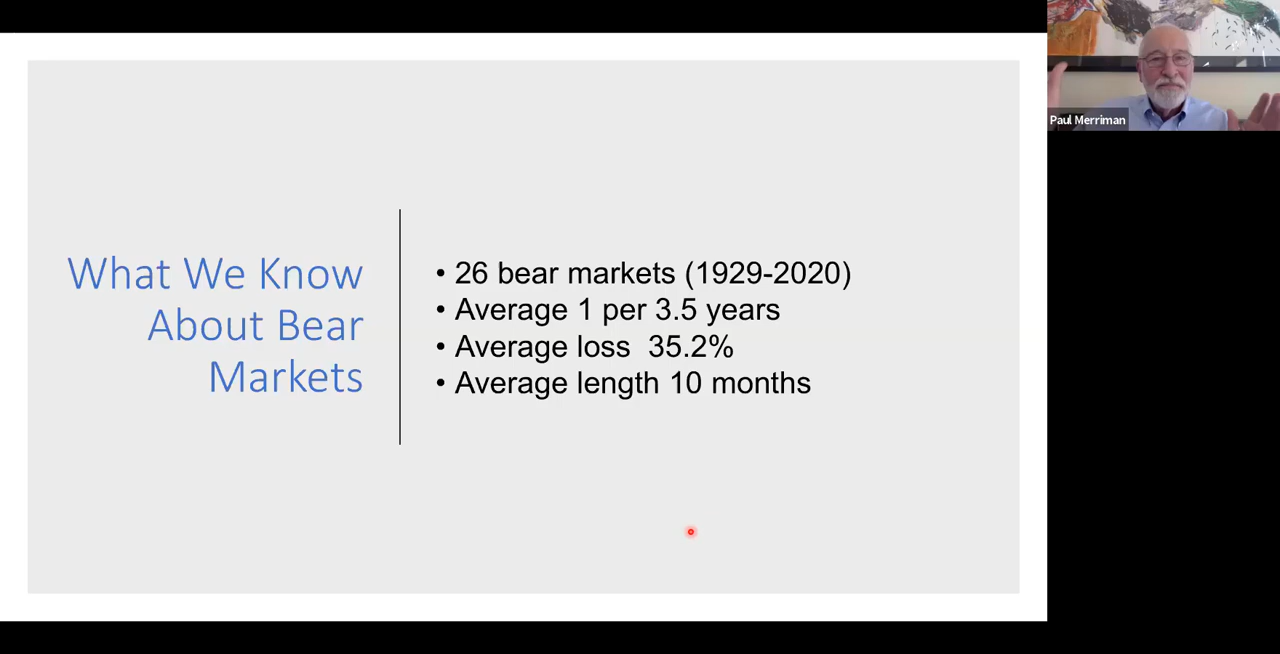 What We Know
About Bear
Markets
• 26 bear markets (1929-2020)
• Average 1 per 3.5 years
• Average loss  35.2%
• Average length 10 months
Paul Merriman